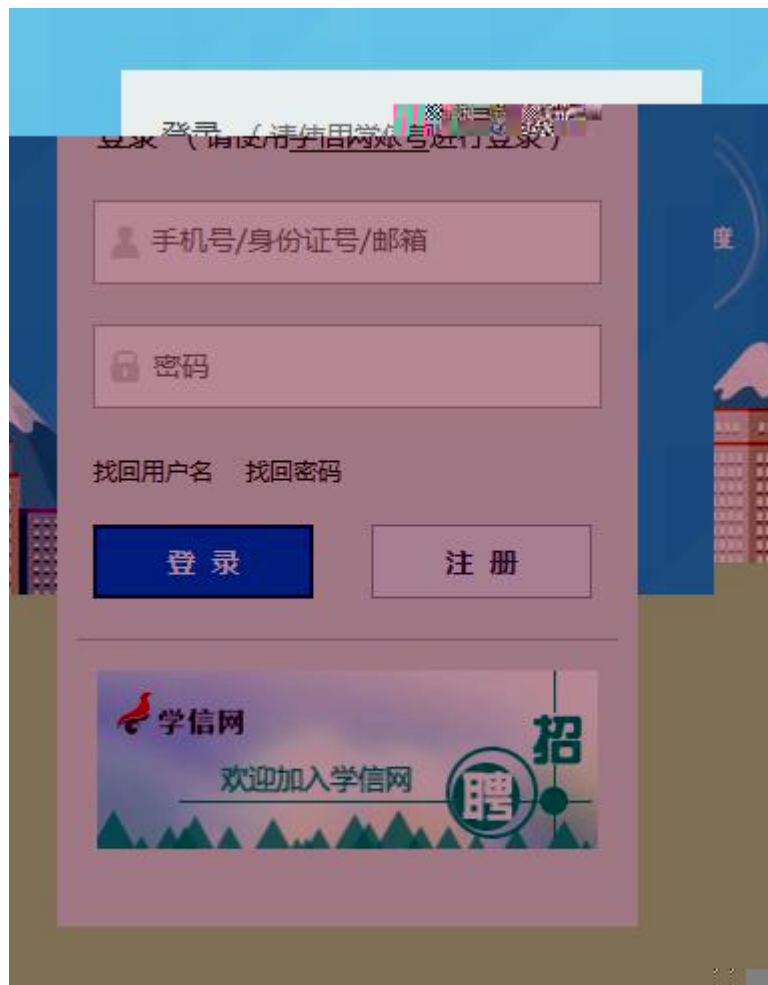 登录 （请使用学信网账号进行登录）
度
手机号/身份证号/邮箱
密码
找回用户名 找回密码
登 录 注 册
学信网
招
欢迎加入学信网
聘